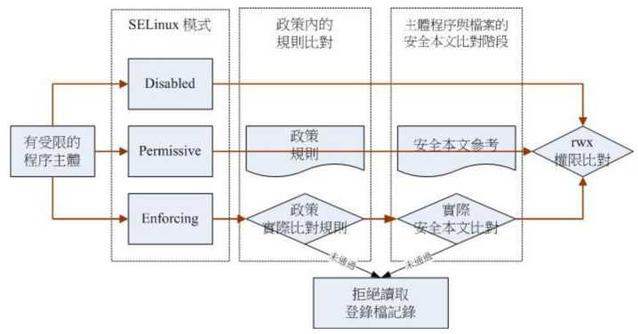 SELinux 模式
政策內的
規則比對
主體程序與檔案的
安全本文比對階段
Disabled
有受限的
程序主體
Permissive
政策
規則
安全本文參考
rwx
權限比對
Enforcing
政策
實際比對規則
實際
安全本文比對
未通過
未通過
拒絕讀取
登錄檔記錄